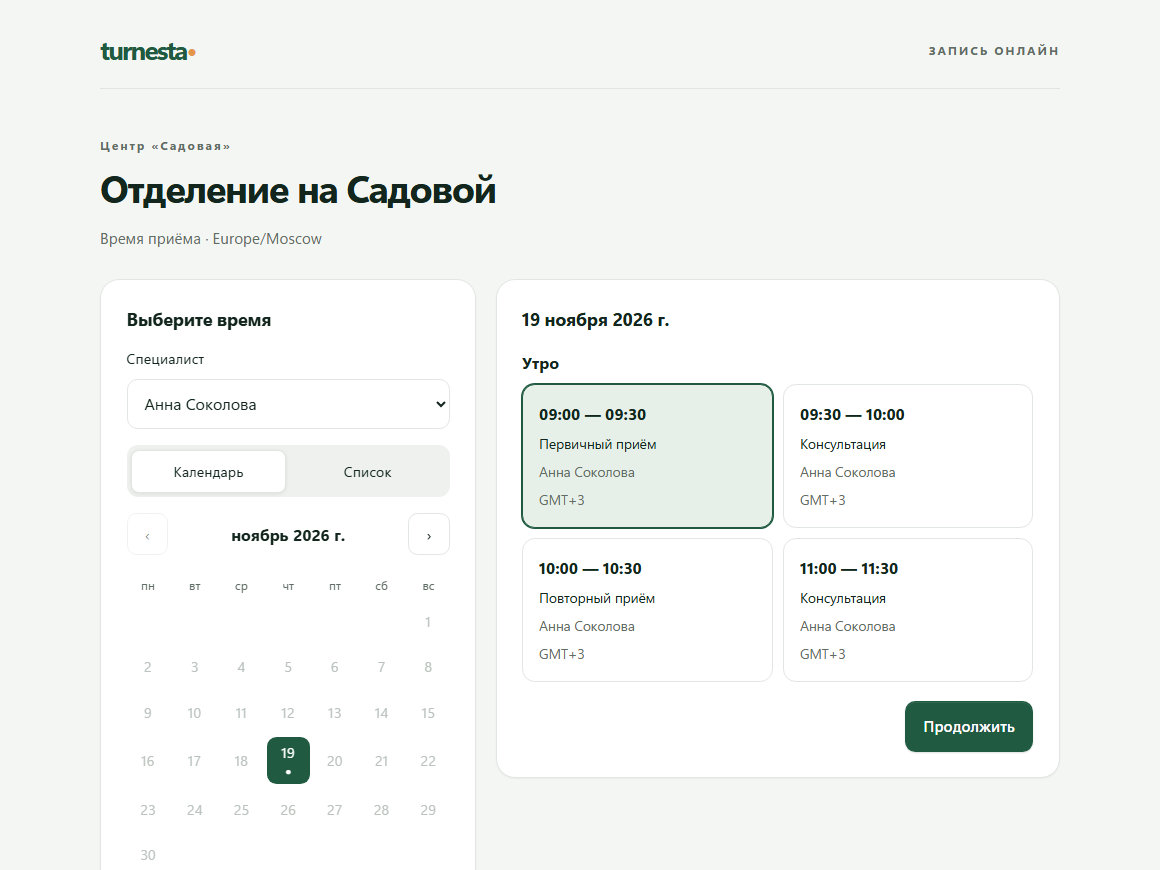 turnesta
ЗАПИСЬ ОНЛАЙН
Центр «Садовая»
Отделение на Садовой
Время приёма · Europe/Moscow
Выберите время
Специалист
Анна Соколова
Календарь Список
‹ ноябрь 2026 г. ›
пн вт ср чт пт сб вс
1
2 3 4 5 6 7 8
9 10 11 12 13 14 15
16 17 18 19 20 21 22
23 24 25 26 27 28 29
30
19 ноября 2026 г.
Утро
09:00 — 09:30
Первичный приём
Анна Соколова
GMT+3
09:30 — 10:00
Консультация
Анна Соколова
GMT+3
10:00 — 10:30
Повторный приём
Анна Соколова
GMT+3
11:00 — 11:30
Консультация
Анна Соколова
GMT+3
Продолжить